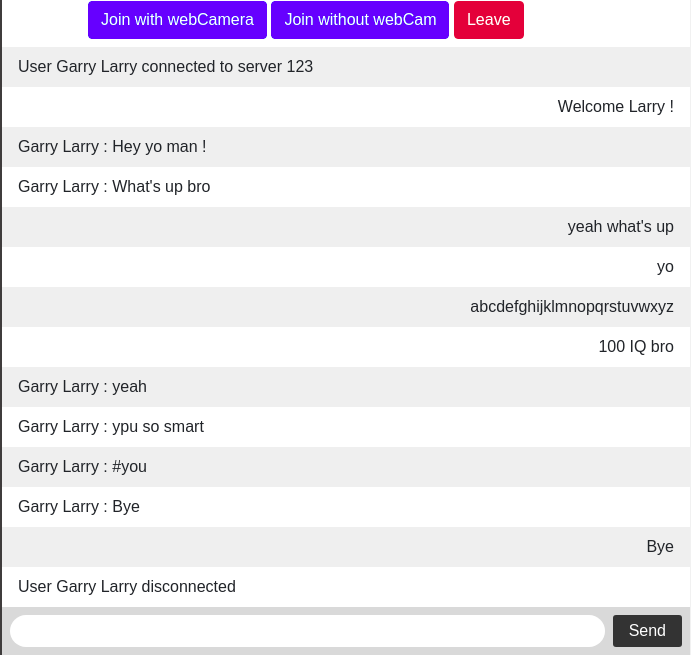 Join with webCamera Join without webCam Leave
User Garry Larry connected to server 123
Welcome Larry !
Garry Larry : Hey yo man !
Garry Larry : What's up bro
yeah what's up
yo
abcdefghijklmnopqrstuvwxyz
100 IQ bro
Garry Larry : yeah
Garry Larry : ypu so smart
Garry Larry : #you
Garry Larry : Bye
Bye
User Garry Larry disconnected
Send